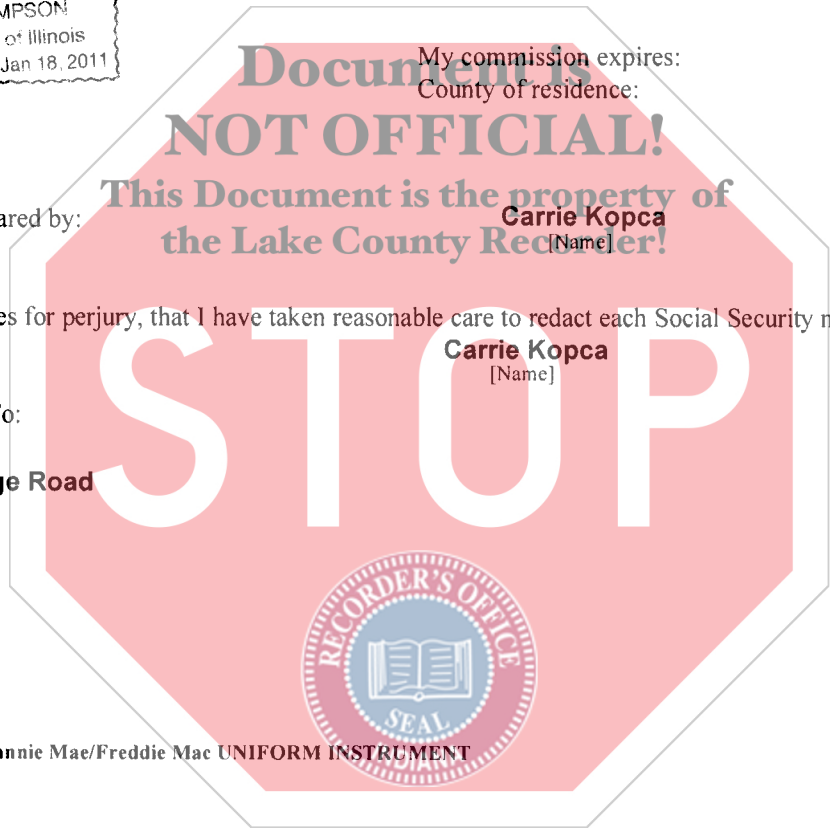 MPSON
of Illinois
Jan 18, 2011
My commission expires:
County of residence:
Document is
NOT OFFICIAL!
This Document is the property of
the Lake County Recorder!
ared by:
Carrie Kopca
[Name]
es for perjury, that I have taken reasonable care to redact each Social Security n
Carrie Kopca
[Name]
To:
ge Road
STOP
RECORDER'S OFFICE
SEAL
INDIANA
annie Mae/Freddie Mac UNIFORM INSTRUMENT